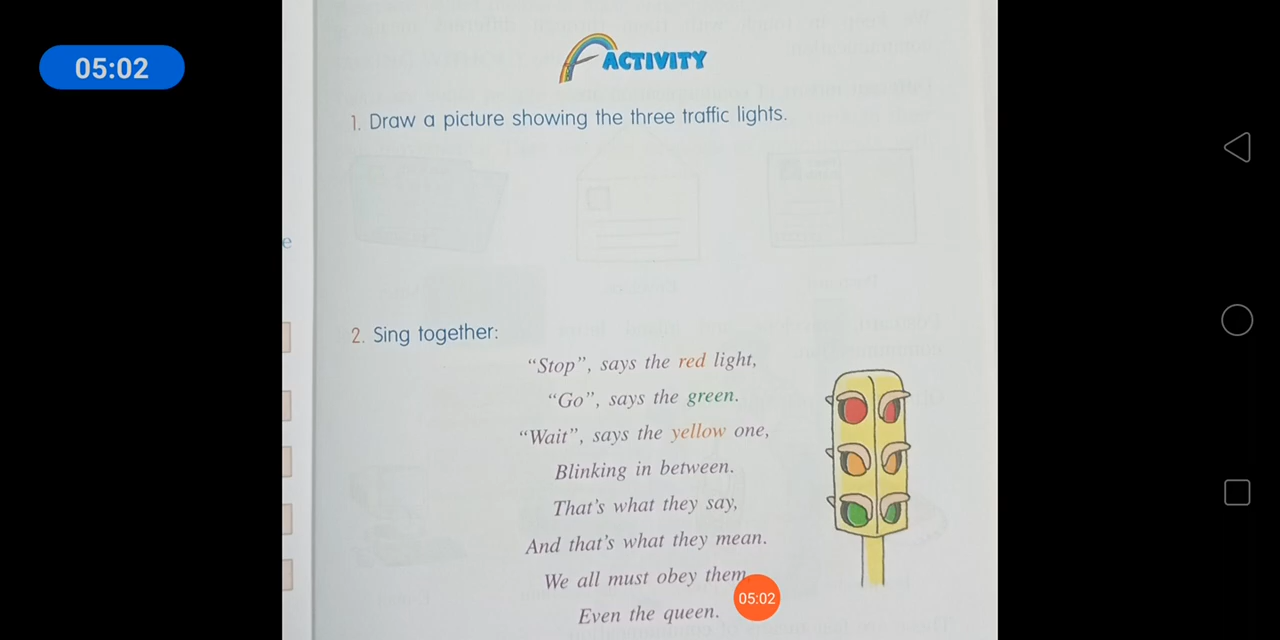 05:02
ACTIVITY
1. Draw a picture showing the three traffic lights.
e
2. Sing together:
“Stop”, says the red light,
“Go”, says the green.
“Wait”, says the yellow one,
Blinking in between.
That’s what they say,
And that’s what they mean.
We all must obey them,
05:02
Even the queen.